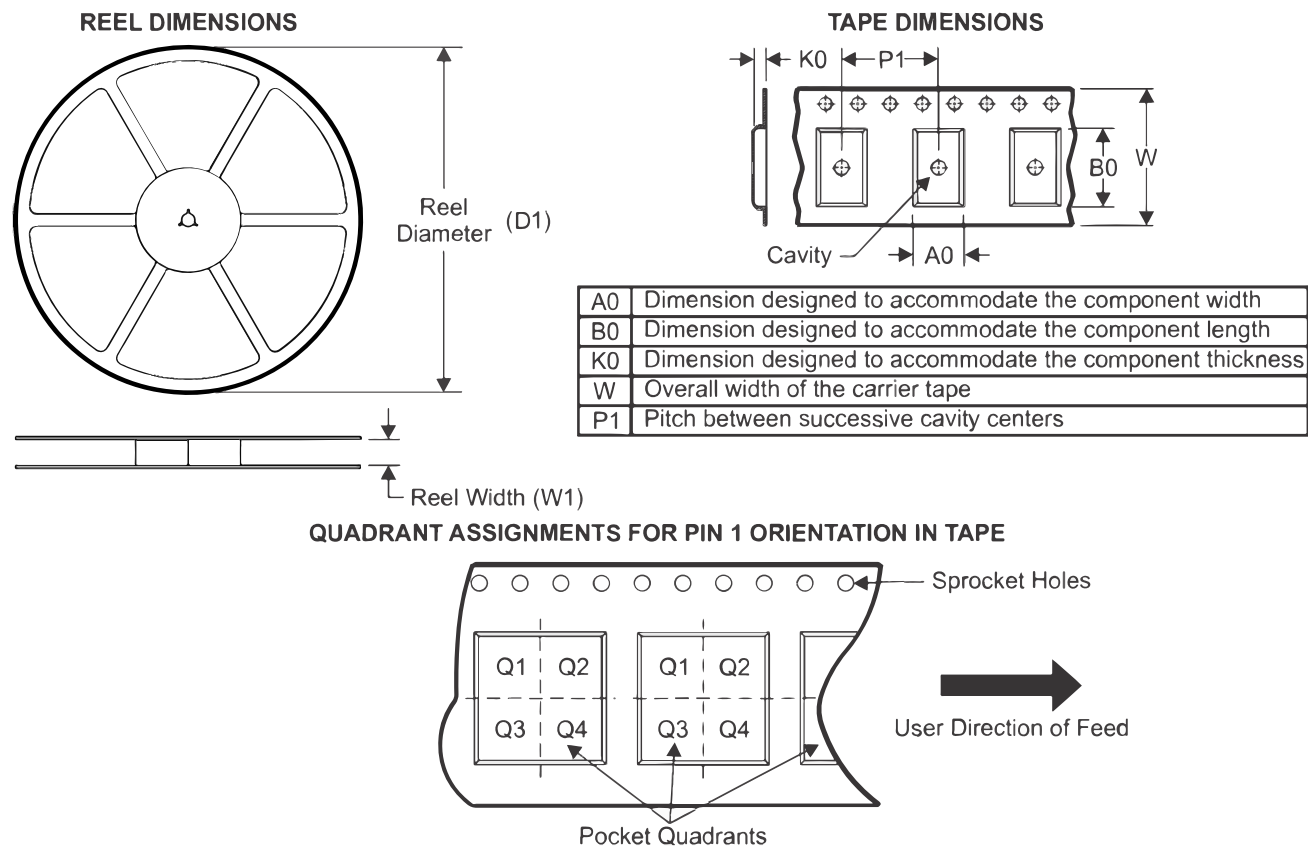 REEL DIMENSIONS
Reel
Diameter
(D1)
Reel Width (W1)
TAPE DIMENSIONS
K0
P1
B0
W
Cavity
A0
A0 Dimension designed to accommodate the component width
B0 Dimension designed to accommodate the component length
K0 Dimension designed to accommodate the component thickness
W Overall width of the carrier tape
P1 Pitch between successive cavity centers
QUADRANT ASSIGNMENTS FOR PIN 1 ORIENTATION IN TAPE
Sprocket Holes
Q1 Q2 Q1 Q2
Q3 Q4 Q3 Q4
User Direction of Feed
Pocket Quadrants